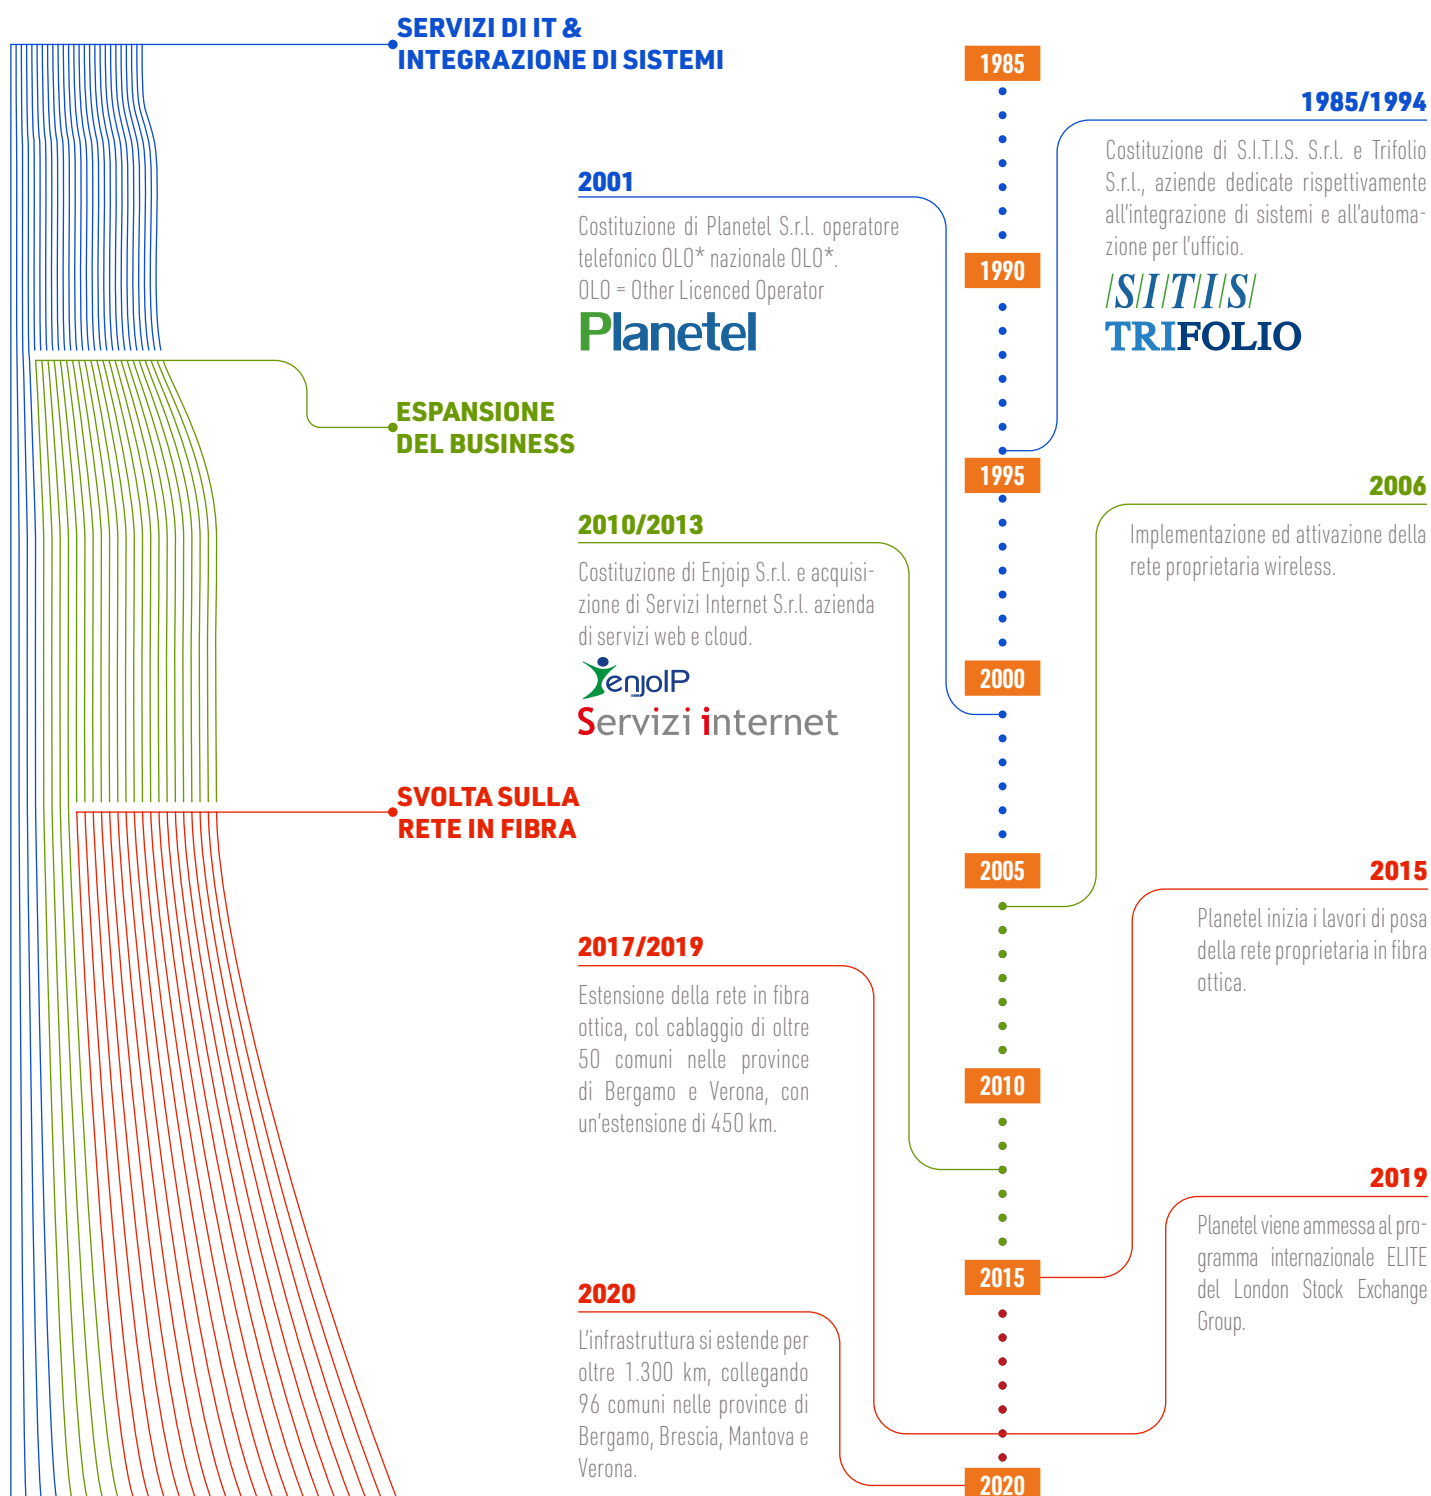 SERVIZI DI IT &
INTEGRAZIONE DI SISTEMI
1985
1985/1994
Costituzione di S.I.T.I.S. S.r.l. e Trifolio
S.r.l., aziende dedicate rispettivamente
all'integrazione di sistemi e all'automa-
zione per l'ufficio.
/S/I/T/I/S/
TRIFOLIO
2001
Costituzione di Planetel S.r.l. operatore
telefonico OLO* nazionale OLO*.
OLO = Other Licenced Operator
Planetel
1990
ESPANSIONE
DEL BUSINESS
1995
2006
Implementazione ed attivazione della
rete proprietaria wireless.
2010/2013
Costituzione di Enjoip S.r.l. e acquisi-
zione di Servizi Internet S.r.l. azienda
di servizi web e cloud.
enjoIP
Servizi internet
2000
SVOLTA SULLA
RETE IN FIBRA
2005
2015
Planetel inizia i lavori di posa
della rete proprietaria in fibra
ottica.
2017/2019
Estensione della rete in fibra
ottica, col cablaggio di oltre
50 comuni nelle province
di Bergamo e Verona, con
un'estensione di 450 km.
2010
2019
Planetel viene ammessa al pro-
gramma internazionale ELITE
del London Stock Exchange
Group.
2015
2020
L'infrastruttura si estende per
oltre 1.300 km, collegando
96 comuni nelle province di
Bergamo, Brescia, Mantova e
Verona.
2020